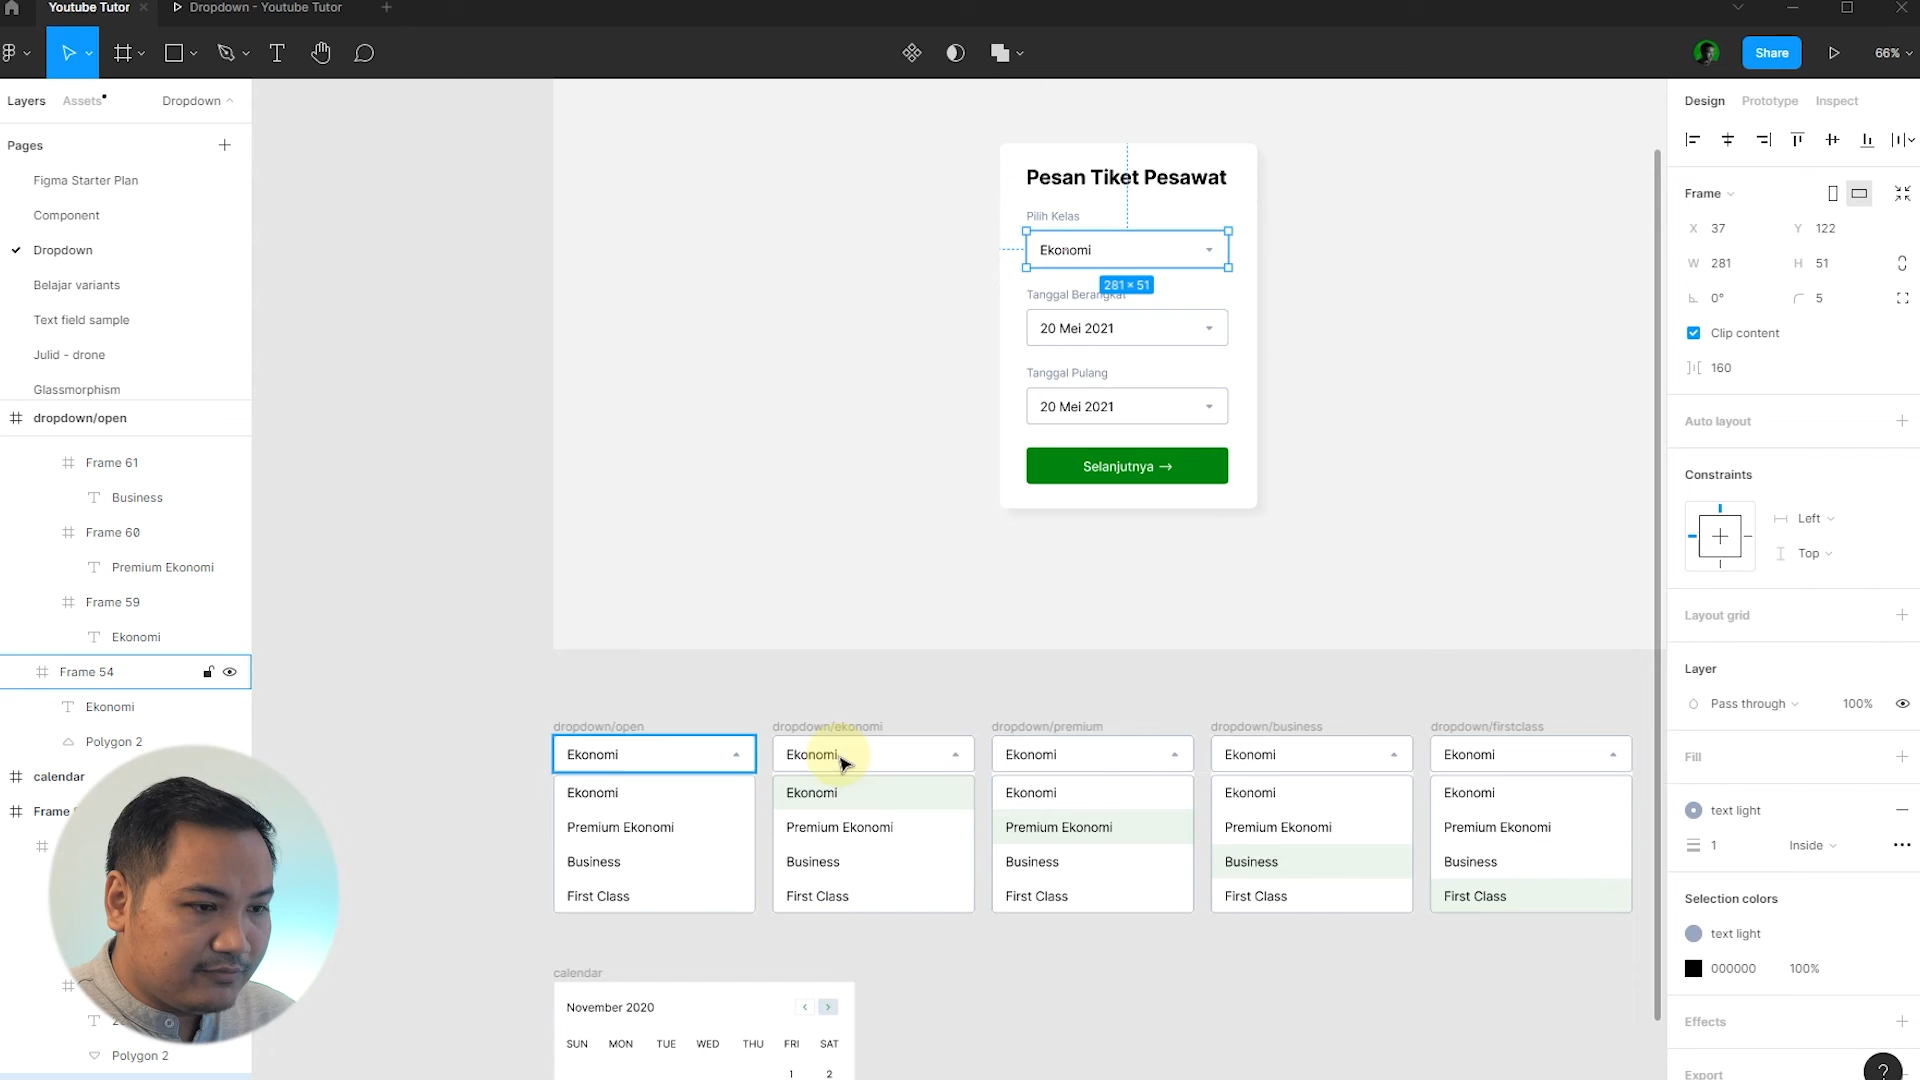 Youtube Tutor
Dropdown - Youtube Tutor
Share
66%
Layers
Assets
Dropdown
Pages
Figma Starter Plan
Component
Dropdown
Belajar variants
Text field sample
Julid - drone
Glassmorphism
dropdown/open
Frame 61
Business
Frame 60
Premium Ekonomi
Frame 59
Ekonomi
Frame 54
Ekonomi
Polygon 2
calendar
Frame
Polygon 2
Pesan Tiket Pesawat
Pilih Kelas
Ekonomi
281 × 51
Tanggal Berangkat
20 Mei 2021
Tanggal Pulang
20 Mei 2021
Selanjutnya →
dropdown/open
Ekonomi
Ekonomi
Premium Ekonomi
Business
First Class
dropdown/ekonomi
Ekonomi
Ekonomi
Premium Ekonomi
Business
First Class
dropdown/premium
Ekonomi
Ekonomi
Premium Ekonomi
Business
First Class
dropdown/business
Ekonomi
Ekonomi
Premium Ekonomi
Business
First Class
dropdown/firstclass
Ekonomi
Ekonomi
Premium Ekonomi
Business
First Class
calendar
November 2020
SUN MON TUE WED THU FRI SAT
1 2
Design
Prototype
Inspect
Frame
X 37
Y 122
W 281
H 51
0°
5
Clip content
160
Auto layout
Constraints
Left
Top
Layout grid
Layer
Pass through
100%
Fill
text light
1
Inside
Selection colors
text light
000000
100%
Effects
Export
?